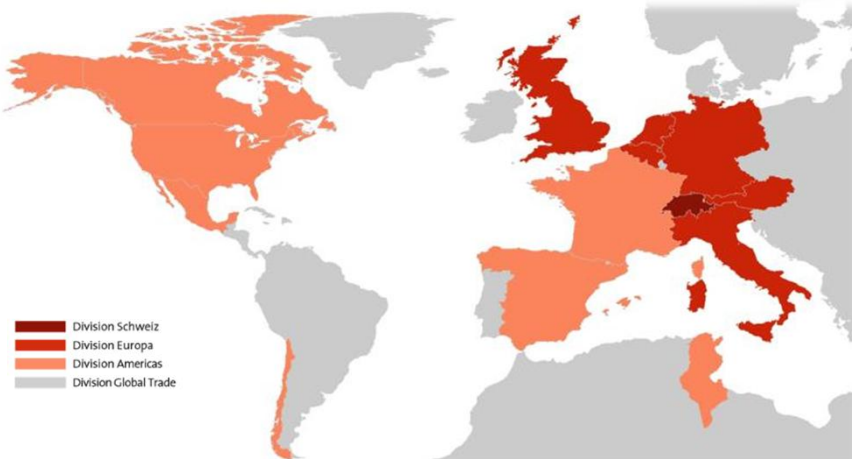 Division Schweiz
Division Europa
Division Americas
Division Global Trade